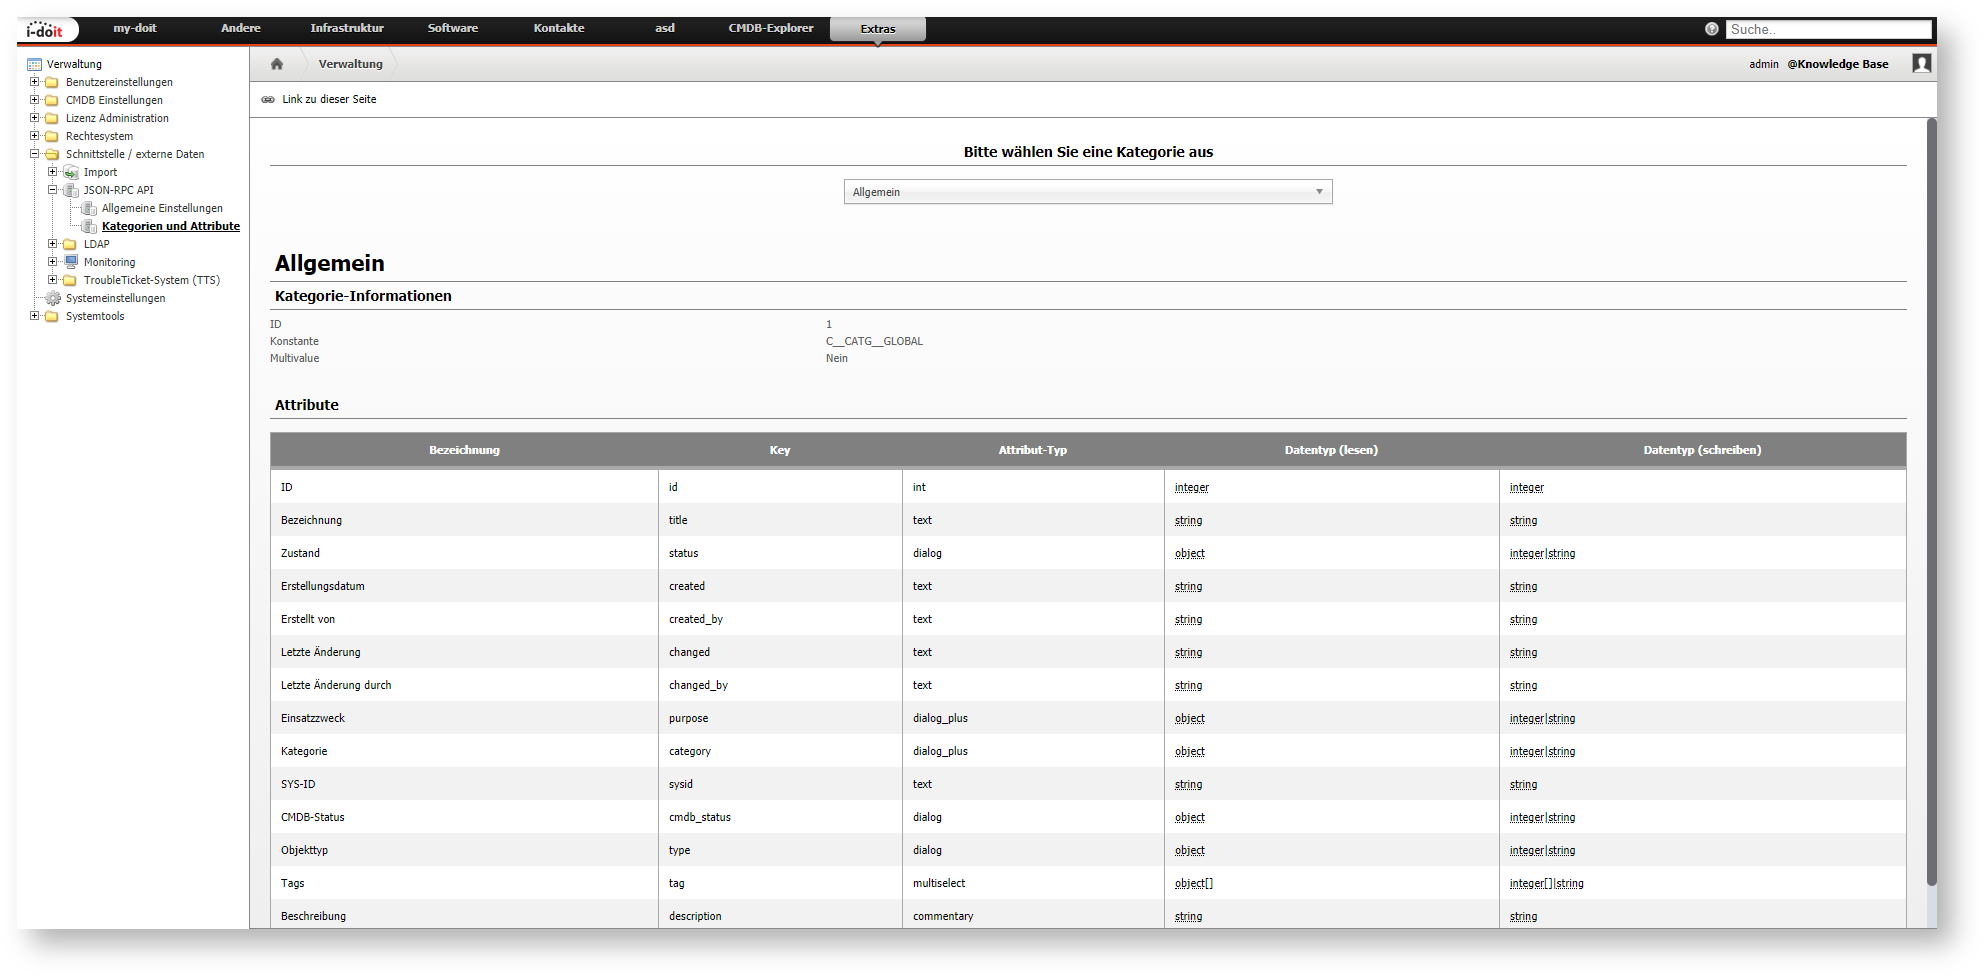 i-doit my-doit Andere Infrastruktur Software Kontakte asd CMDB-Explorer Extras Suche..
Verwaltung
Benutzereinstellungen
CMDB Einstellungen
Lizenz Administration
Rechtesystem
Schnittstelle / externe Daten
Import
JSON-RPC API
Allgemeine Einstellungen
Kategorien und Attribute
LDAP
Monitoring
TroubleTicket-System (TTS)
Systemeinstellungen
Systemtools
Verwaltung admin @Knowledge Base
Link zu dieser Seite
Bitte wählen Sie eine Kategorie aus
Allgemein
Allgemein
Kategorie-Informationen
ID 1
Konstante C__CATG__GLOBAL
Multivalue Nein
Attribute
Bezeichnung Key Attribut-Typ Datentyp (lesen) Datentyp (schreiben)
ID id int integer integer
Bezeichnung title text string string
Zustand status dialog object integer|string
Erstellungsdatum created text string string
Erstellt von created_by text string string
Letzte Änderung changed text string string
Letzte Änderung durch changed_by text string string
Einsatzzweck purpose dialog_plus object integer|string
Kategorie category dialog_plus object integer|string
SYS-ID sysid text string string
CMDB-Status cmdb_status dialog object integer|string
Objekttyp type dialog object integer|string
Tags tag multiselect object[] integer[]|string
Beschreibung description commentary string string